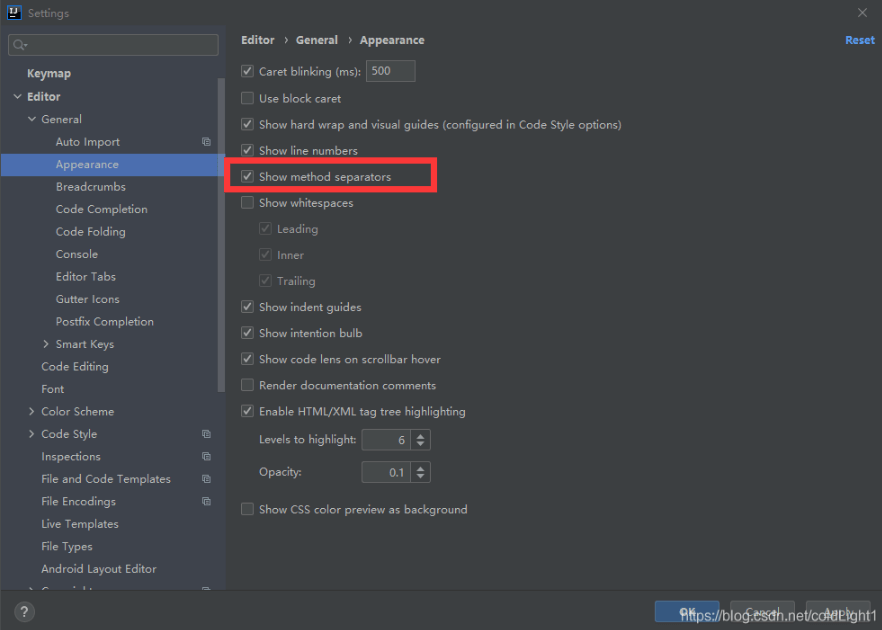 Settings
Keymap
Editor
General
Auto Import
Appearance
Breadcrumbs
Code Completion
Code Folding
Console
Editor Tabs
Gutter Icons
Postfix Completion
Smart Keys
Code Editing
Font
Color Scheme
Code Style
Inspections
File and Code Templates
File Encodings
Live Templates
File Types
Android Layout Editor
Editor › General › Appearance
Reset
Caret blinking (ms): 500
Use block caret
Show hard wrap and visual guides (configured in Code Style options)
Show line numbers
Show method separators
Show whitespaces
Leading
Inner
Trailing
Show indent guides
Show intention bulb
Show code lens on scrollbar hover
Render documentation comments
Enable HTML/XML tag tree highlighting
Levels to highlight: 6
Opacity: 0.1
Show CSS color preview as background
?
OK
Cancel
Apply
https://blog.csdn.net/coldLight1